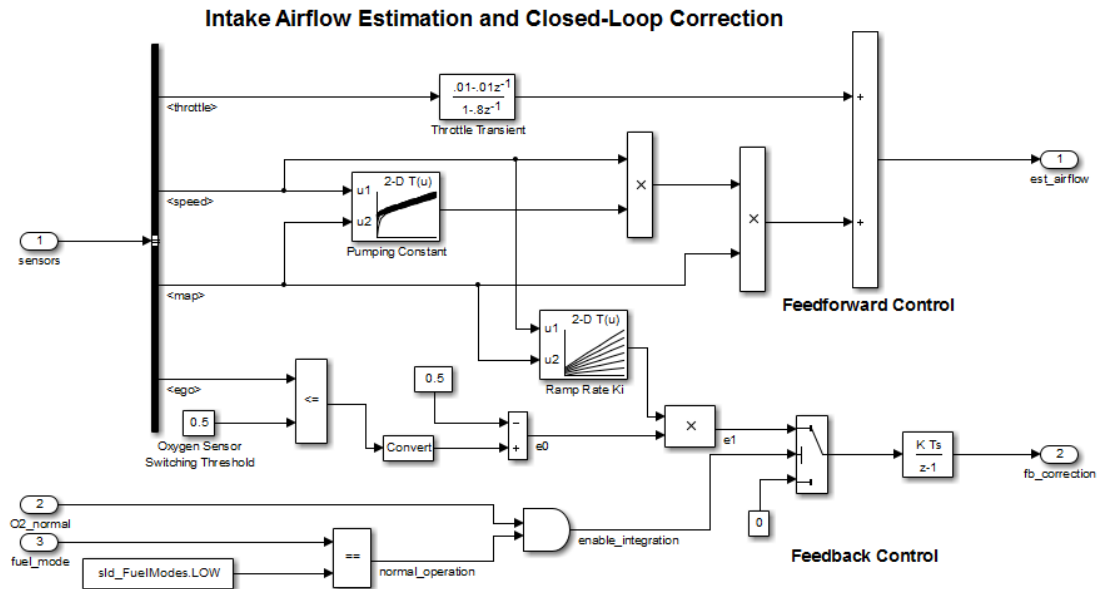 Intake Airflow Estimation and Closed-Loop Correction
.01-.01z-1
1-.8z-1
Throttle Transient
+
<throttle>
1
est_airflow
2-D T(u)
u1
u2
Pumping Constant
×
×
+
<speed>
1
sensors
<map>
Feedforward Control
2-D T(u)
u1
u2
Ramp Rate Ki
<ego>
<=
0.5
0.5
Oxygen Sensor
Switching Threshold
Convert
−
+
e0
×
e1
K Ts
z-1
2
fb_correction
0
2
O2_normal
3
fuel_mode
==
enable_integration
normal_operation
sld_FuelModes.LOW
Feedback Control